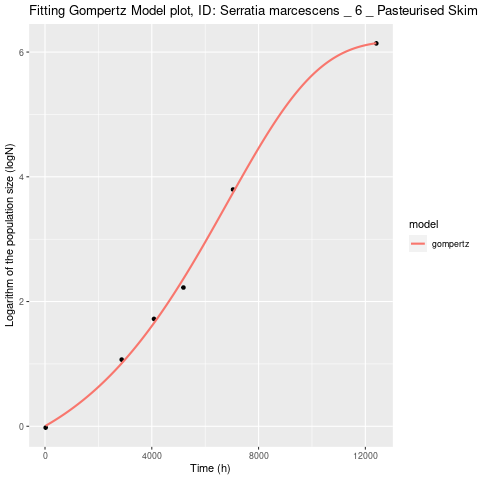 Fitting Gompertz Model plot, ID: Serratia marcescens _ 6 _ Pasteurised Skim
Logarithm of the population size (logN)
6
4
2
0
0 4000 8000 12000
Time (h)
model
gompertz